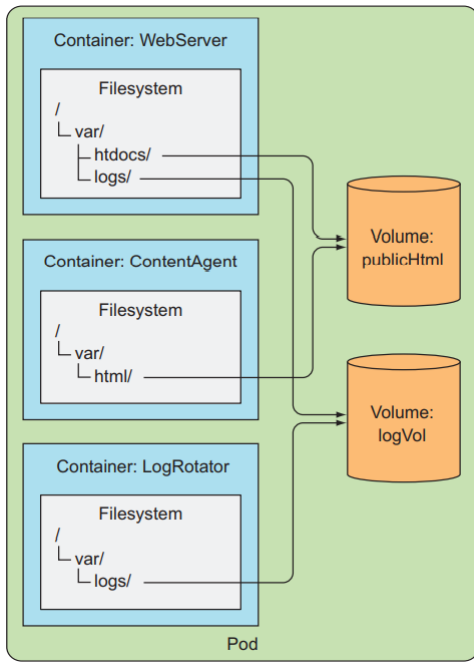 Container: WebServer
Filesystem
/
var/
htdocs/
logs/
Container: ContentAgent
Filesystem
/
var/
html/
Container: LogRotator
Filesystem
/
var/
logs/
Volume:
publicHtml
Volume:
logVol
Pod